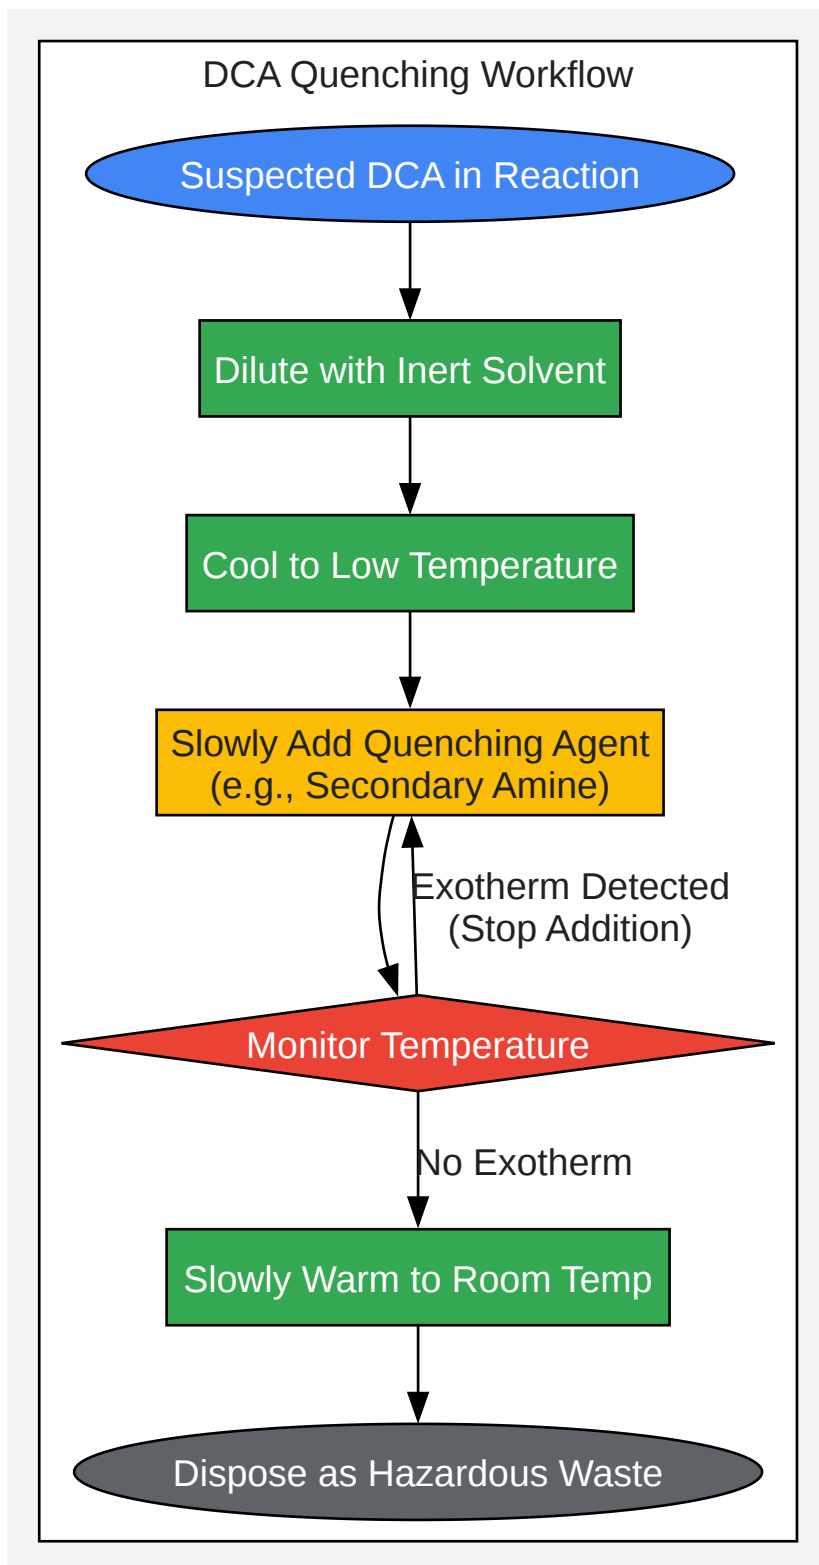 DCA Quenching Workflow
Suspected DCA in Reaction
Dilute with Inert Solvent
Cool to Low Temperature
Slowly Add Quenching Agent
(e.g., Secondary Amine)
Exotherm Detected
(Stop Addition)
Monitor Temperature
No Exotherm
Slowly Warm to Room Temp
Dispose as Hazardous Waste